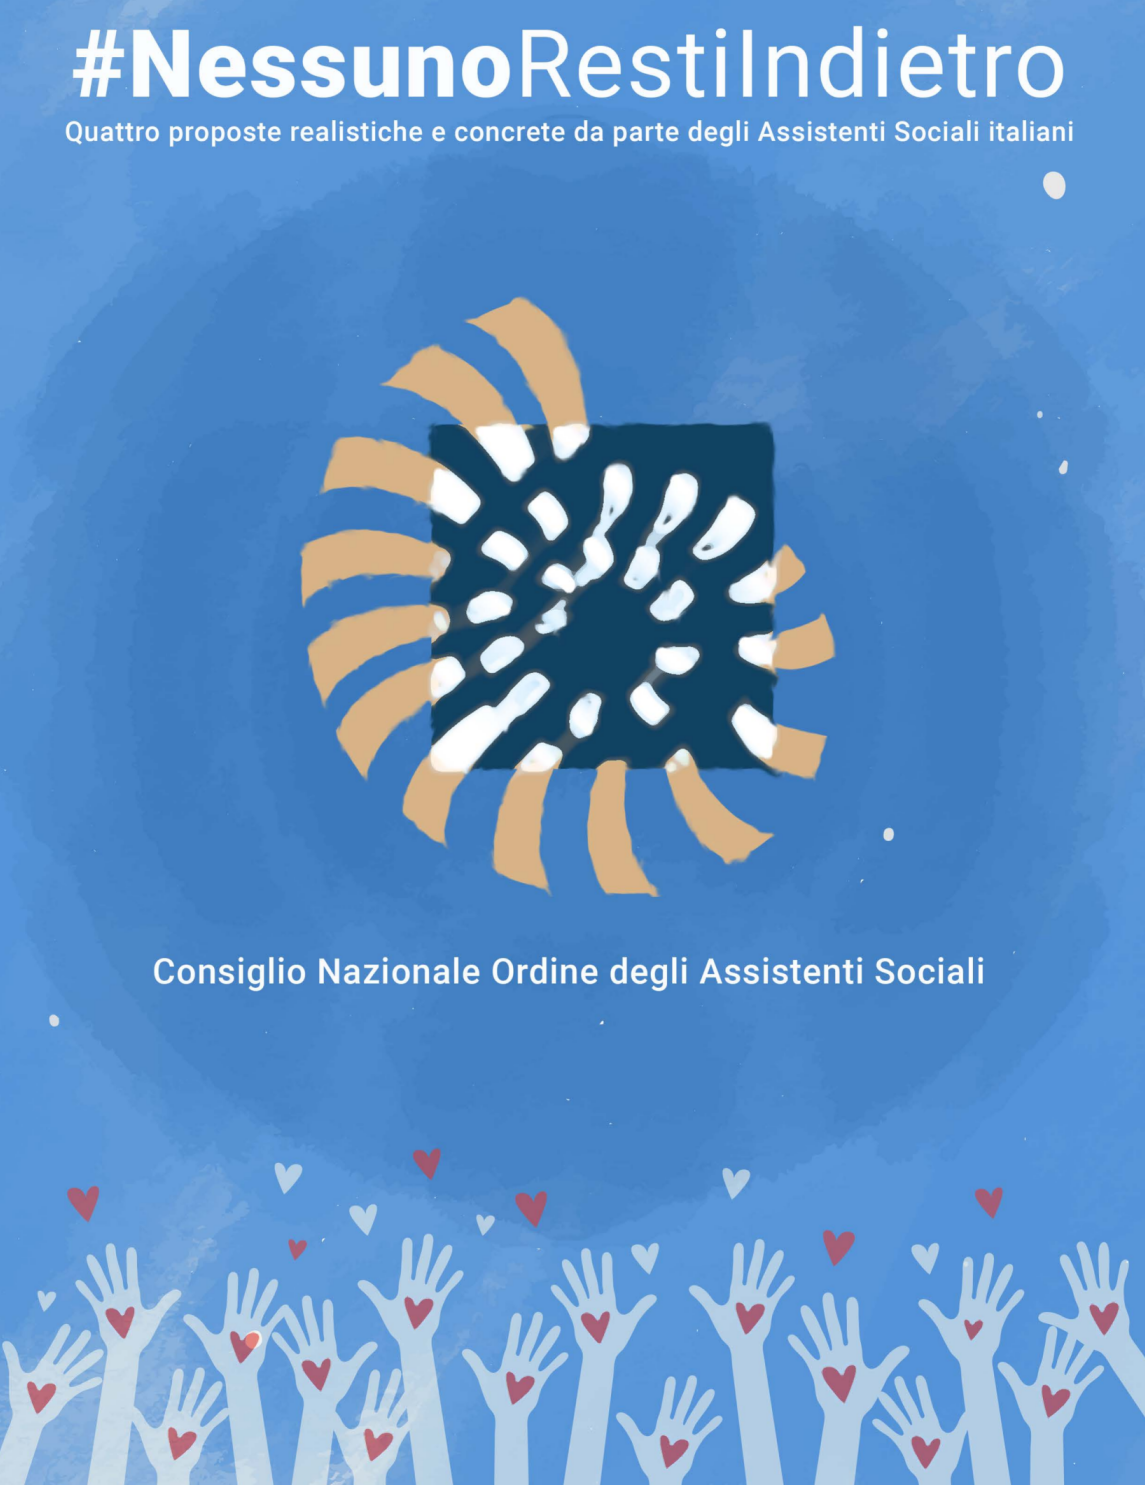 #NessunoRestiIndietro
Quattro proposte realistiche e concrete da parte degli Assistenti Sociali italiani
Consiglio Nazionale Ordine degli Assistenti Sociali